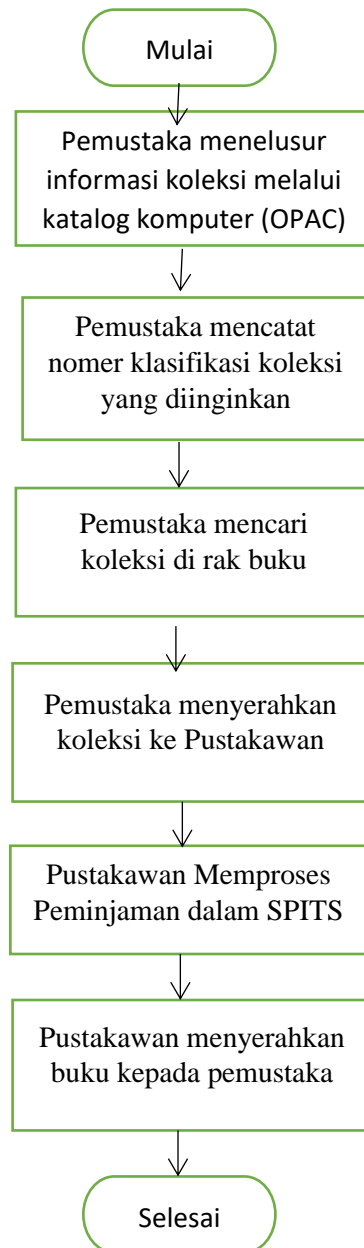 Mulai
Pemustaka menelusur
informasi koleksi melalui
katalog komputer (OPAC)
Pemustaka mencatat
nomer klasifikasi koleksi
yang diinginkan
Pemustaka mencari
koleksi di rak buku
Pemustaka menyerahkan
koleksi ke Pustakawan
Pustakawan Memproses
Peminjaman dalam SPITS
Pustakawan menyerahkan
buku kepada pemustaka
Selesai